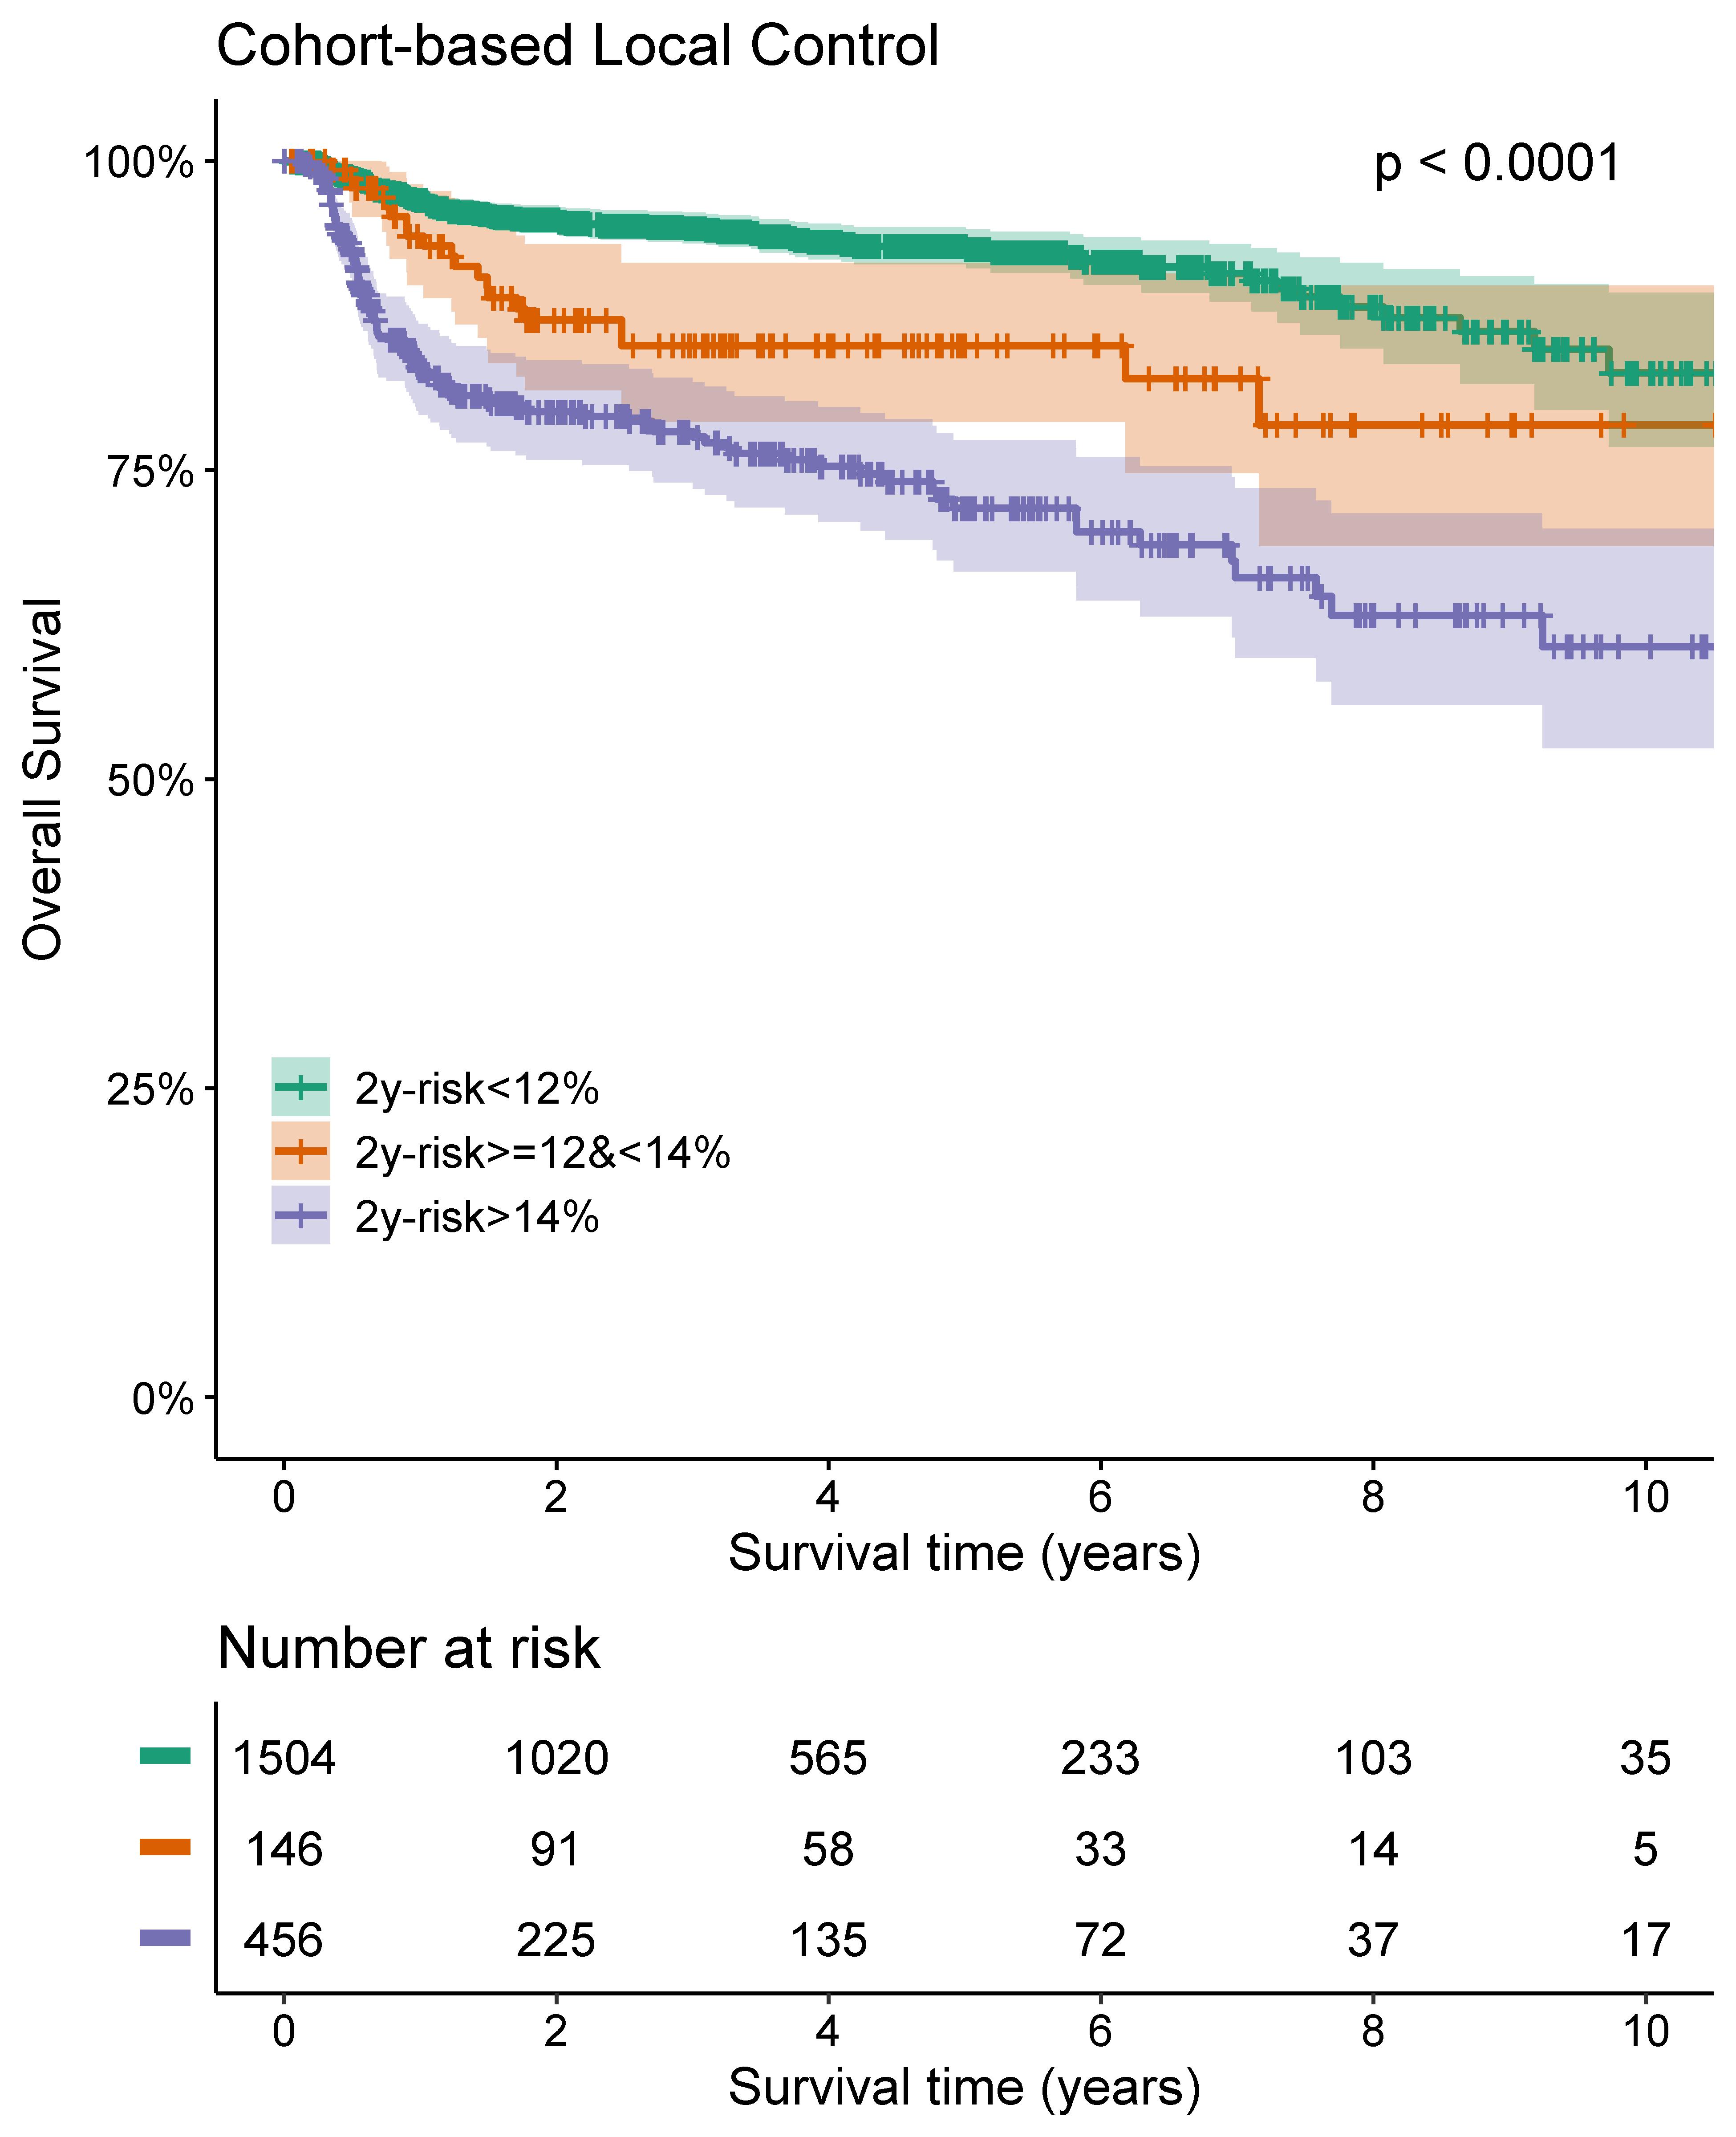 Cohort-based Local Control
p < 0.0001
100%
75%
50%
25%
0%
Overall Survival
2y-risk<12%
2y-risk>=12&<14%
2y-risk>14%
0 2 4 6 8 10
Survival time (years)
Number at risk
1504 1020 565 233 103 35
146 91 58 33 14 5
456 225 135 72 37 17
0 2 4 6 8 10
Survival time (years)